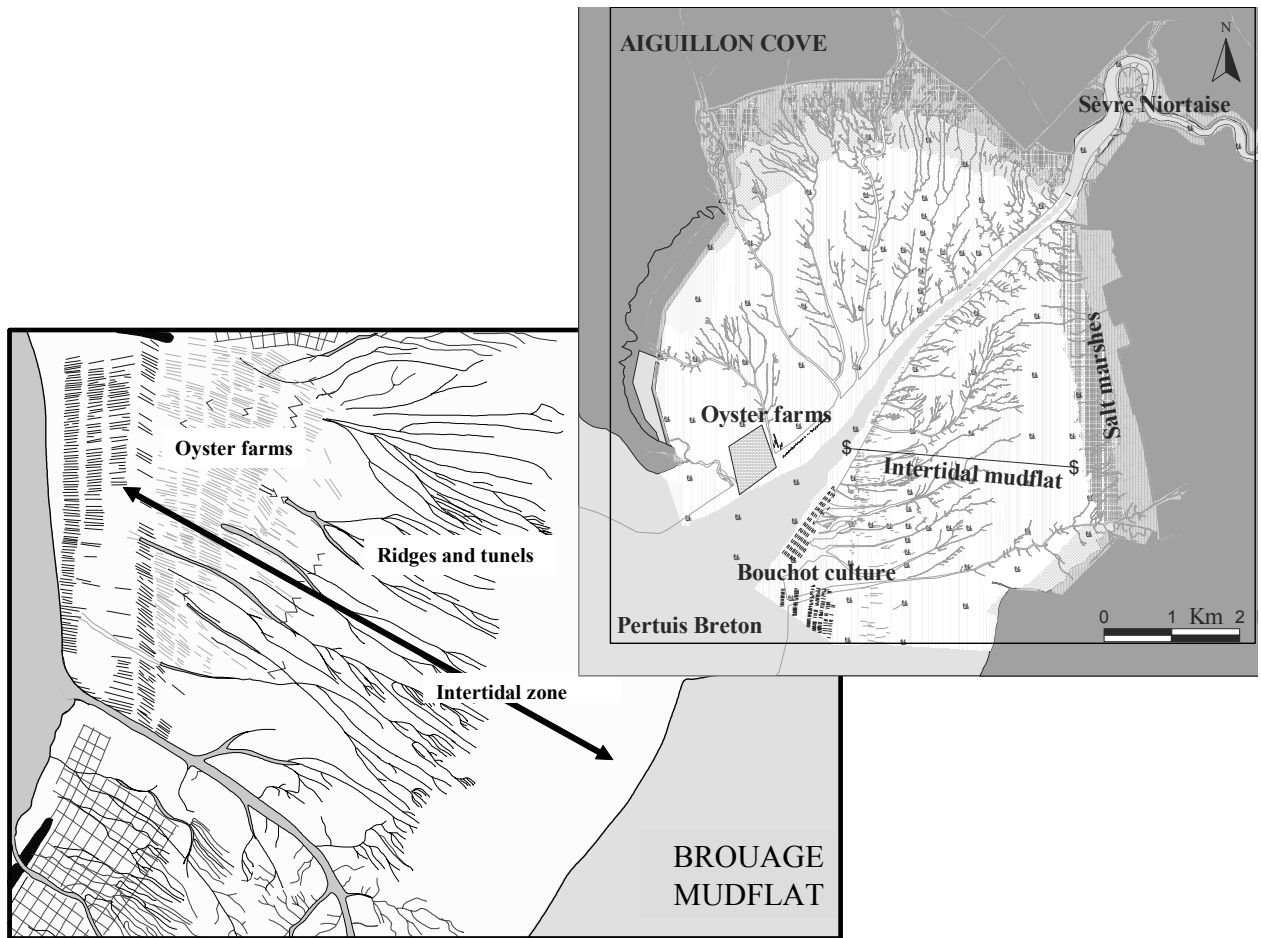 AIGUILLON COVE
N
Sèvre Niortaise
Salt marshes
Oyster farms
$
$
Intertidal mudflat
Bouchot culture
Pertuis Breton
0 1 Km 2
Oyster farms
Ridges and tunels
Intertidal zone
BROUAGE
MUDFLAT